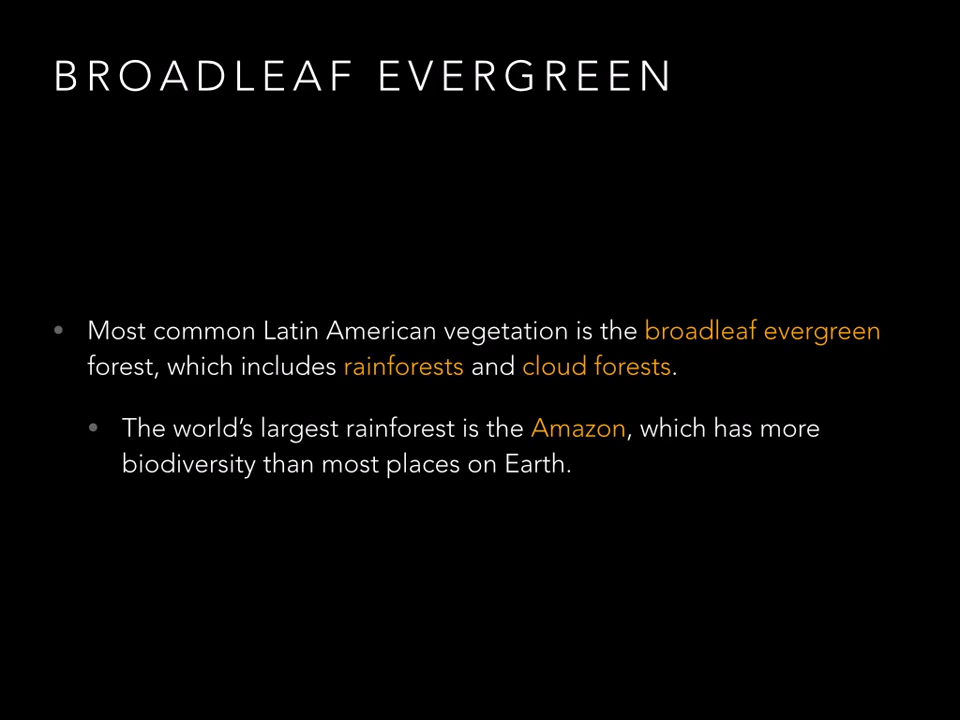 BROADLEAF EVERGREEN
• Most common Latin American vegetation is the broadleaf evergreen
forest, which includes rainforests and cloud forests.
• The world’s largest rainforest is the Amazon, which has more
biodiversity than most places on Earth.